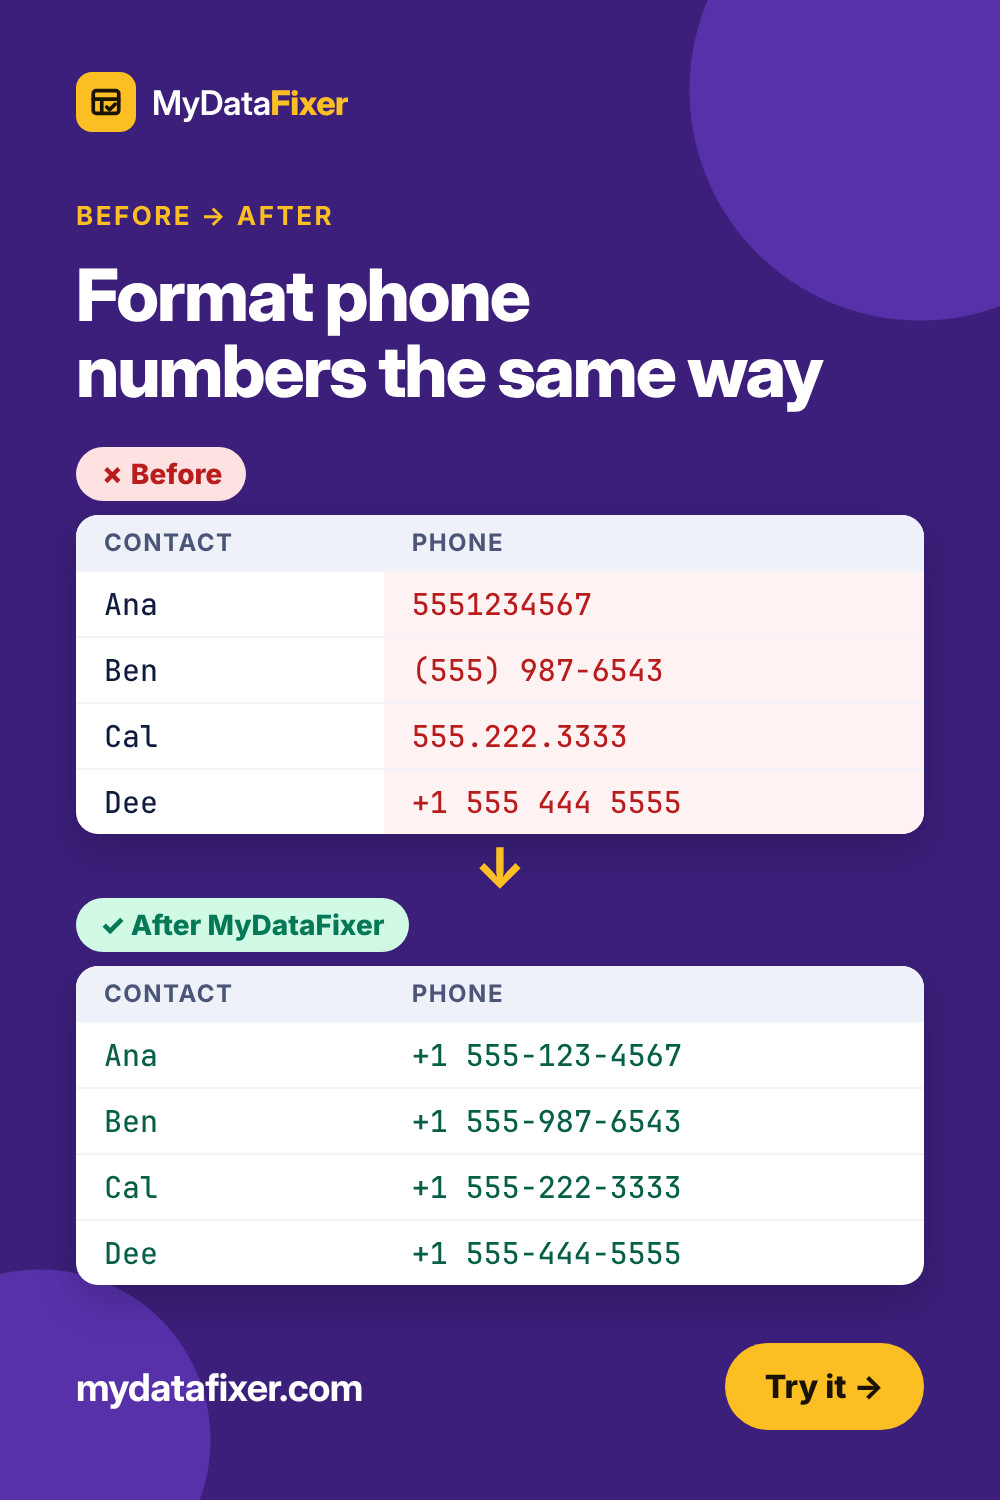 MyDataFixer
BEFORE → AFTER
Format phone
numbers the same way
× Before
CONTACT PHONE
Ana 5551234567
Ben (555) 987-6543
Cal 555.222.3333
Dee +1 555 444 5555
↓
✓ After MyDataFixer
CONTACT PHONE
Ana +1 555-123-4567
Ben +1 555-987-6543
Cal +1 555-222-3333
Dee +1 555-444-5555
mydatafixer.com
Try it →